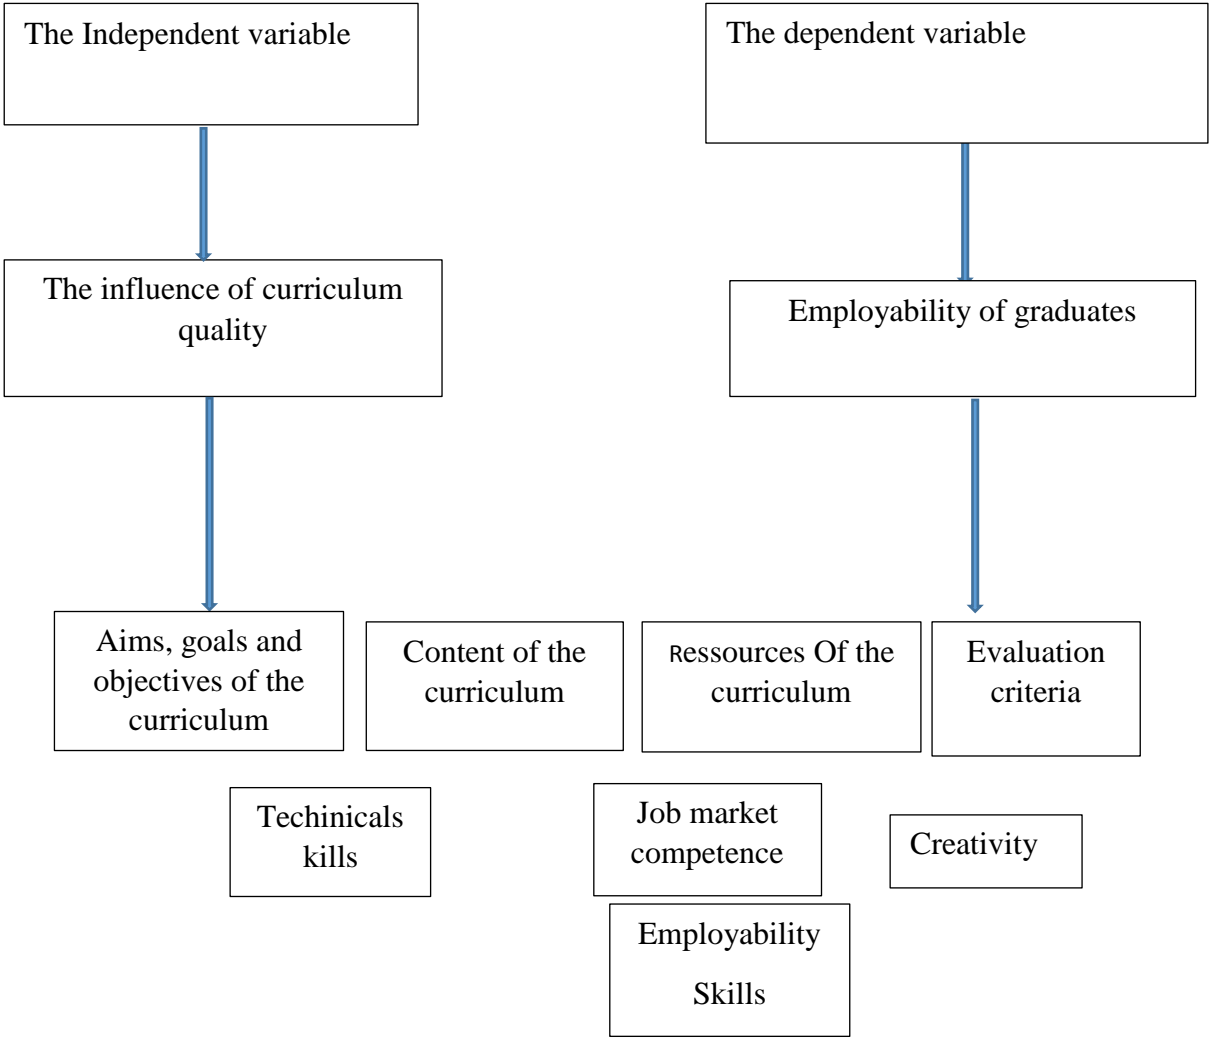 The Independent variable
The dependent variable
The influence of curriculum
quality
Employability of graduates
Aims, goals and
objectives of the
curriculum
Content of the
curriculum
Ressources Of the
curriculum
Evaluation
criteria
Techinicals
kills
Job market
competence
Creativity
Employability
Skills